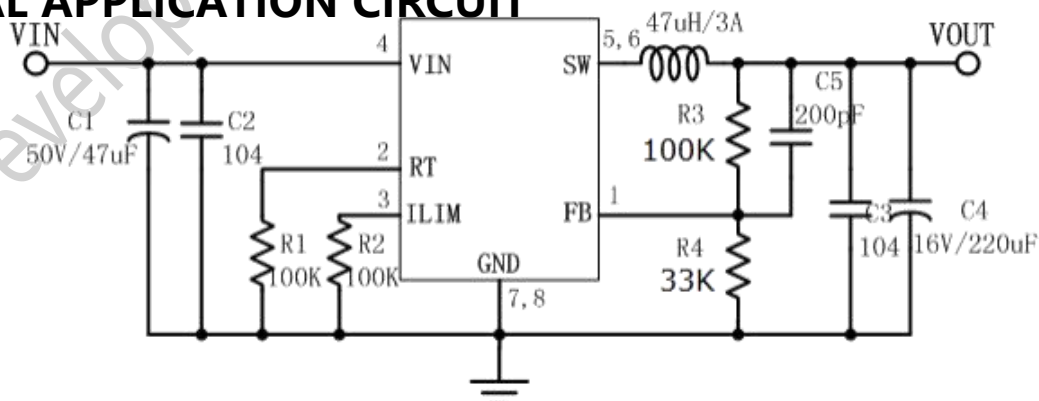 AL APPLICATION CIRCUIT
VIN
4
VIN
5,6
SW
47uH/3A
VOUT
C1
50V/47uF
C2
104
2
RT
R3
100K
C5
200pF
3
ILIM
FB
1
R1
100K
R2
100K
GND
7,8
R4
33K
C3
104
C4
16V/220uF
evelop